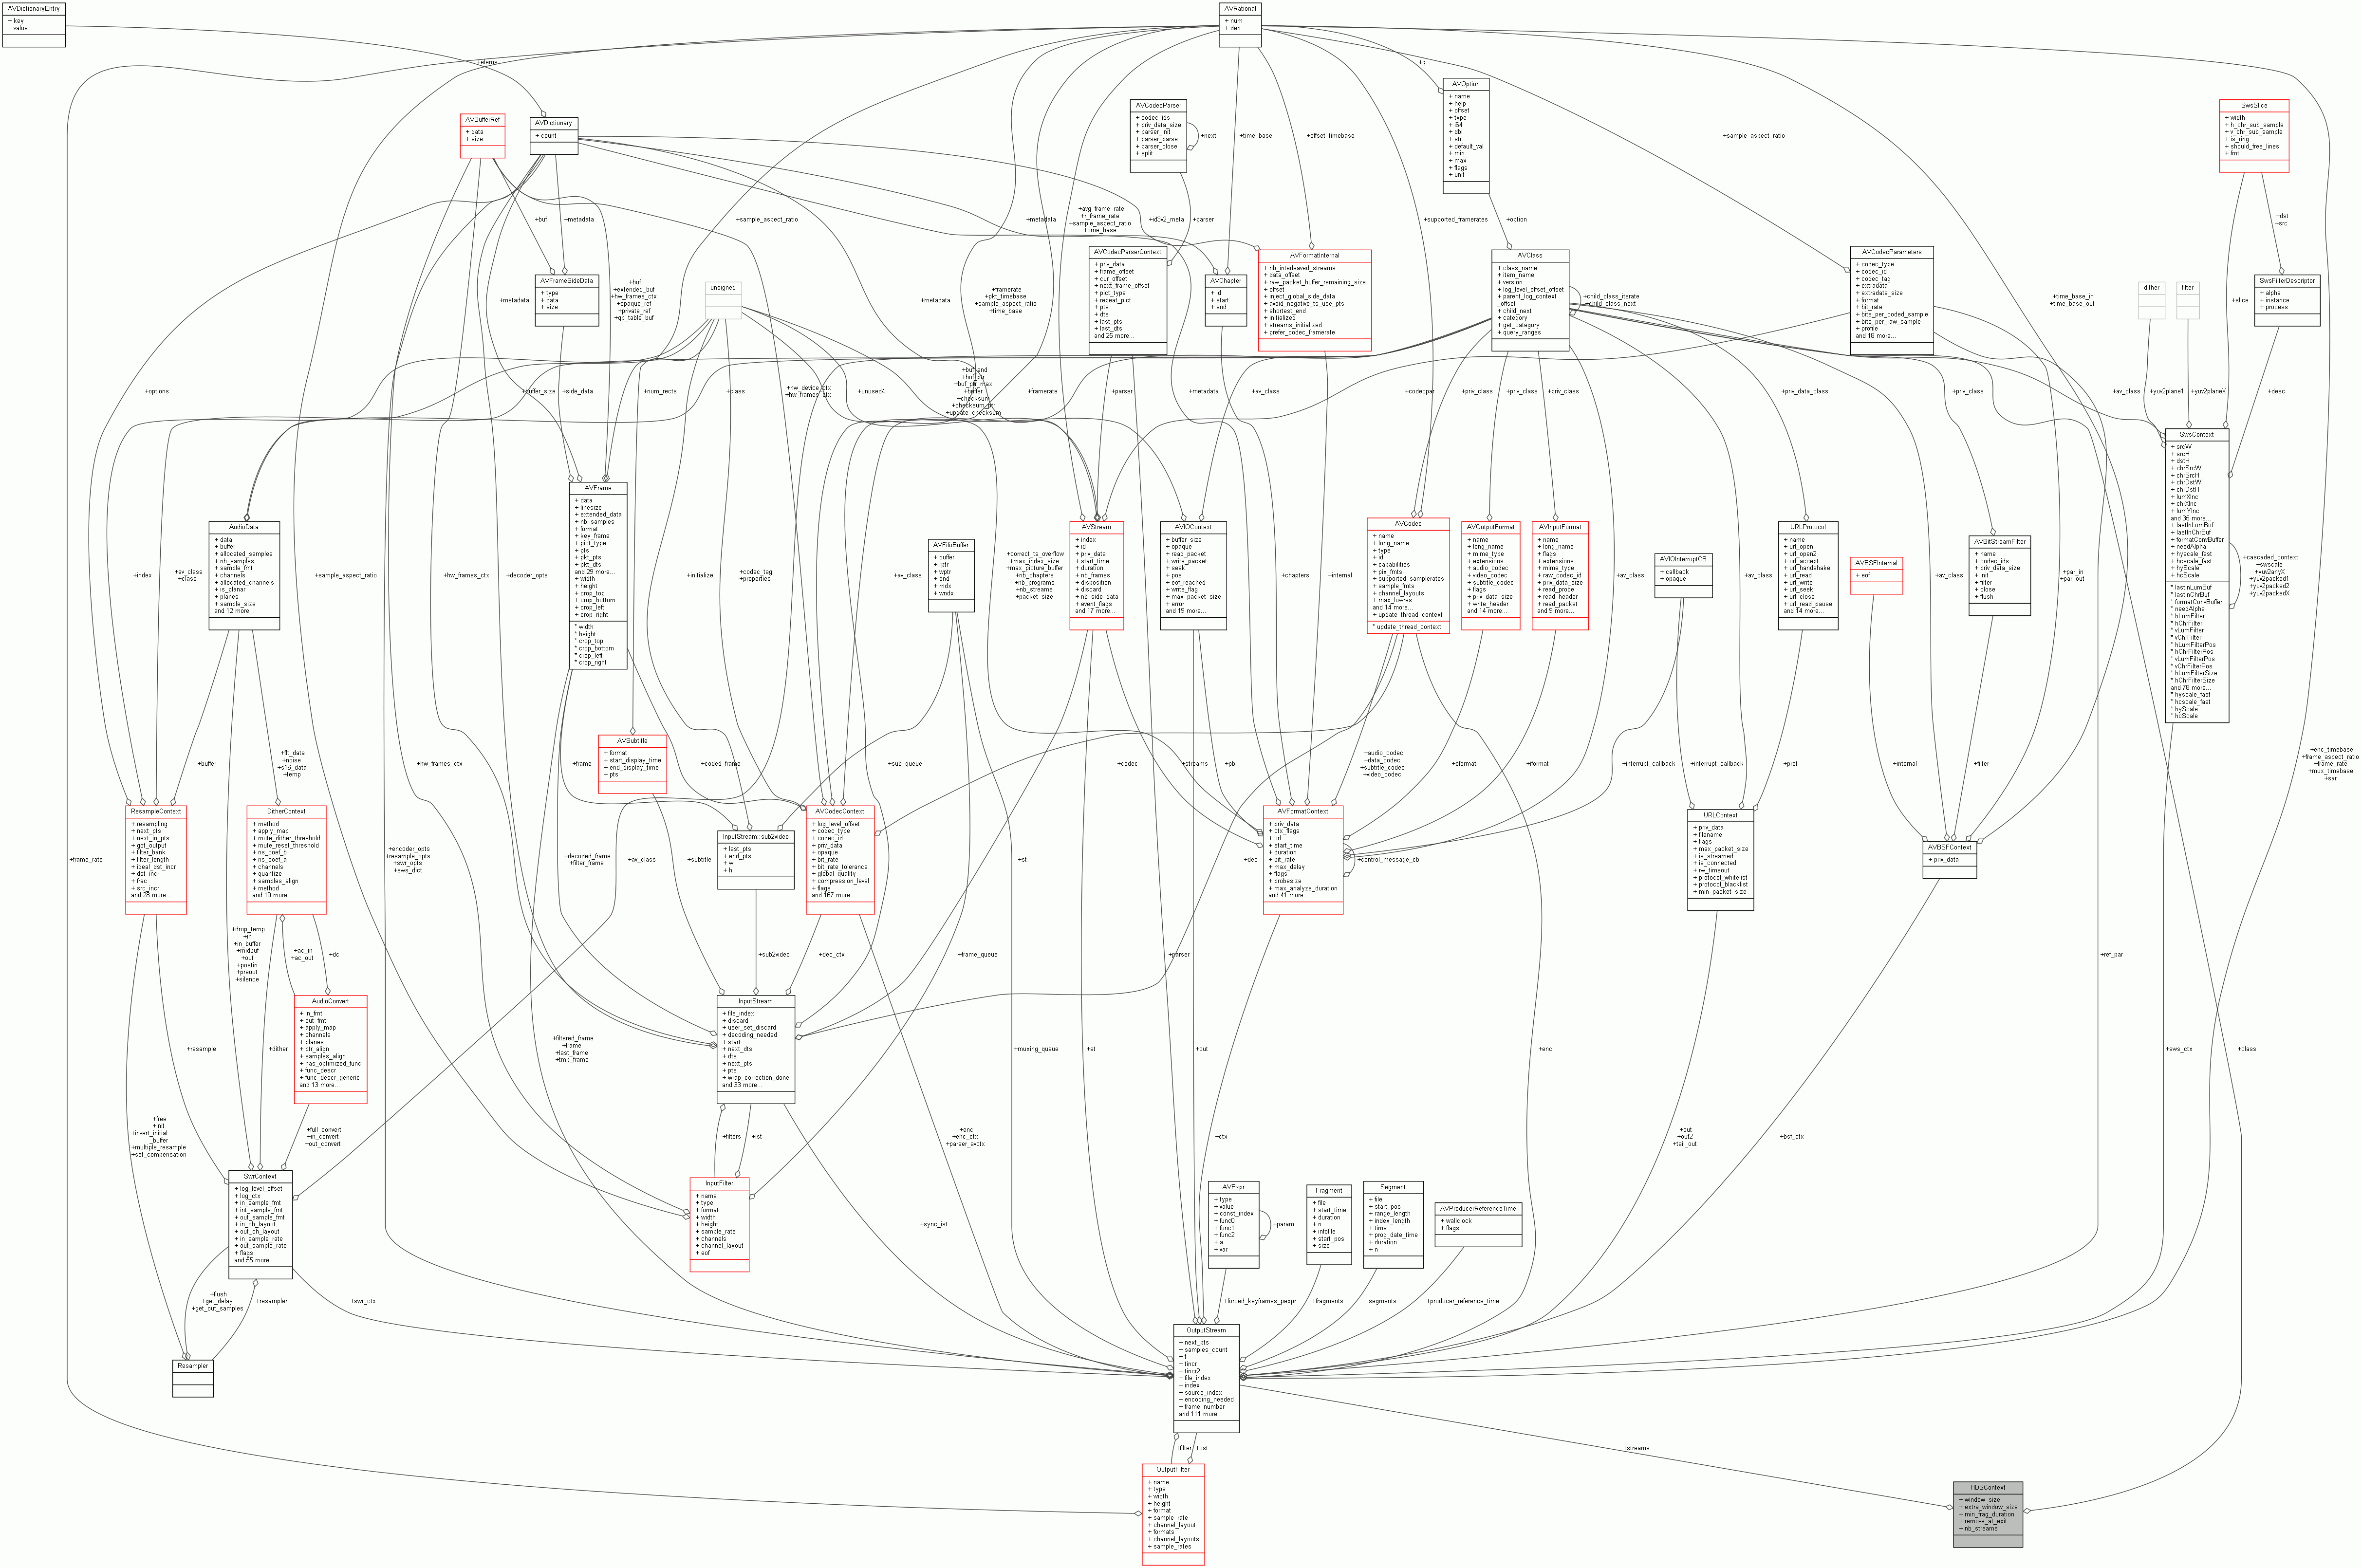 AVDictionaryEntry
+ key
+ value
AVRational
+ num
+ den
+elems
+q
AVOption
+ name
+ help
+ offset
+ type
+ i64
+ dbl
+ str
+ default_val
+ min
+ max
+ flags
+ unit
AVCodecParser
+ codec_ids
+ priv_data_size
+ parser_init
+ parser_parse
+ parser_close
+ split
+next
+time_base
+offset_timebase
+sample_aspect_ratio
SwsSlice
+ width
+ h_chr_sub_sample
+ v_chr_sub_sample
+ is_ring
+ should_free_lines
+ fmt
AVBufferRef
+ data
+ size
AVDictionary
+ count
+buf
+metadata
+sample_aspect_ratio
+metadata
+avg_frame_rate
+r_frame_rate
+sample_aspect_ratio
+time_base
+parser
+id3v2_meta
+supported_framerates
+option
+dst
+src
AVFrameSideData
+ type
+ data
+ size
+buf
+extended_buf
+hw_frames_ctx
+opaque_ref
+private_ref
+qp_table_buf
unsigned
+metadata
+metadata
+framerate
+pkt_timebase
+sample_aspect_ratio
+time_base
AVCodecParserContext
+ priv_data
+ frame_offset
+ cur_offset
+ next_frame_offset
+ pict_type
+ repeat_pict
+ pts
+ dts
+ last_pts
+ last_dts
and 25 more...
AVChapter
+ id
+ start
+ end
AVFormatInternal
+ nb_interleaved_streams
+ data_offset
+ raw_packet_buffer_remaining_size
+ offset
+ inject_global_side_data
+ avoid_negative_ts_use_pts
+ shortest_end
+ initialized
+ streams_initialized
+ prefer_codec_framerate
AVClass
+ class_name
+ item_name
+ version
+ log_level_offset_offset
+ parent_log_context
_offset
+ child_next
+ category
+ get_category
+ query_ranges
+child_class_iterate
+child_class_next
AVCodecParameters
+ codec_type
+ codec_id
+ codec_tag
+ extradata
+ extradata_size
+ format
+ bit_rate
+ bits_per_coded_sample
+ bits_per_raw_sample
+ profile
and 18 more...
+time_base_in
+time_base_out
dither
filter
+slice
SwsFilterDescriptor
+ alpha
+ instance
+ process
+options
+buffer_size
+side_data
+num_rects
+class
+hw_device_ctx
+hw_frames_ctx
+buf_end
+buf_ptr
+buf_ptr_max
+buffer
+checksum
+checksum_ptr
+update_checksum
+unused4
+framerate
+parser
+metadata
+av_class
+codecpar
+priv_class
+priv_class
+priv_class
+priv_data_class
+priv_class
+av_class
+yuv2plane1
+yuv2planeX
+desc
SwsContext
+ srcW
+ srcH
+ dstH
+ chrSrcW
+ chrSrcH
+ chrDstW
+ chrDstH
+ lumXInc
+ chrXInc
+ lumYInc
and 35 more...
+ lastInLumBuf
+ lastInChrBuf
+ formatConvBuffer
+ needAlpha
+ hyscale_fast
+ hcscale_fast
+ hyScale
+ hcScale
* lastInLumBuf
* lastInChrBuf
* formatConvBuffer
* needAlpha
* hLumFilter
* hChrFilter
* vLumFilter
* vChrFilter
* hLumFilterPos
* hChrFilterPos
* vLumFilterPos
* vChrFilterPos
* hLumFilterSize
* hChrFilterSize
and 78 more...
* hyscale_fast
* hcscale_fast
* hyScale
* hcScale
+cascaded_context
+swscale
+yuv2anyX
+yuv2packed1
+yuv2packed2
+yuv2packedX
AudioData
+ data
+ buffer
+ allocated_samples
+ nb_samples
+ sample_fmt
+ channels
+ allocated_channels
+ is_planar
+ planes
+ sample_size
and 12 more...
AVFrame
+ data
+ linesize
+ extended_data
+ nb_samples
+ format
+ key_frame
+ pict_type
+ pts
+ pkt_pts
+ pkt_dts
and 29 more...
+ width
+ height
+ crop_top
+ crop_bottom
+ crop_left
+ crop_right
* width
* height
* crop_top
* crop_bottom
* crop_left
* crop_right
AVFifoBuffer
+ buffer
+ rptr
+ wptr
+ end
+ rndx
+ wndx
AVStream
+ index
+ id
+ priv_data
+ start_time
+ duration
+ nb_frames
+ disposition
+ discard
+ nb_side_data
+ event_flags
and 17 more...
AVIOContext
+ buffer_size
+ opaque
+ read_packet
+ write_packet
+ seek
+ pos
+ eof_reached
+ write_flag
+ max_packet_size
+ error
and 19 more...
AVCodec
+ name
+ long_name
+ type
+ id
+ capabilities
+ pix_fmts
+ supported_samplerates
+ sample_fmts
+ channel_layouts
+ max_lowres
and 14 more...
+ update_thread_context
* update_thread_context
AVOutputFormat
+ name
+ long_name
+ mime_type
+ extensions
+ audio_codec
+ video_codec
+ subtitle_codec
+ flags
+ priv_data_size
+ write_header
and 14 more...
AVInputFormat
+ name
+ long_name
+ flags
+ extensions
+ mime_type
+ raw_codec_id
+ priv_data_size
+ read_probe
+ read_header
+ read_packet
and 9 more...
AVIOInterruptCB
+ callback
+ opaque
URLProtocol
+ name
+ url_open
+ url_open2
+ url_accept
+ url_handshake
+ url_read
+ url_write
+ url_seek
+ url_close
+ url_read_pause
and 14 more...
AVBSFInternal
+ eof
AVBitStreamFilter
+ name
+ codec_ids
+ priv_data_size
+ init
+ filter
+ close
+ flush
+index
+av_class
+class
+sample_aspect_ratio
+hw_frames_ctx
+decoder_opts
+initialize
+codec_tag
+properties
+av_class
+correct_ts_overflow
+max_index_size
+max_picture_buffer
+nb_chapters
+nb_programs
+nb_streams
+packet_size
+chapters
+internal
+av_class
+av_class
+av_class
+par_in
+par_out
AVSubtitle
+ format
+ start_display_time
+ end_display_time
+ pts
+buffer
+flt_data
+noise
+s16_data
+temp
+hw_frames_ctx
+frame
+coded_frame
+sub_queue
+codec
+streams
+pb
+audio_codec
+data_codec
+subtitle_codec
+video_codec
+oformat
+iformat
+interrupt_callback
+interrupt_callback
+prot
+internal
+filter
+enc_timebase
+frame_aspect_ratio
+frame_rate
+mux_timebase
+sar
ResampleContext
+ resampling
+ next_pts
+ next_in_pts
+ got_output
+ filter_bank
+ filter_length
+ ideal_dst_incr
+ dst_incr
+ frac
+ src_incr
and 28 more...
DitherContext
+ method
+ apply_map
+ mute_dither_threshold
+ mute_reset_threshold
+ ns_coef_b
+ ns_coef_a
+ channels
+ quantize
+ samples_align
+ method
and 10 more...
InputStream::sub2video
+ last_pts
+ end_pts
+ w
+ h
AVCodecContext
+ log_level_offset
+ codec_type
+ codec_id
+ priv_data
+ opaque
+ bit_rate
+ bit_rate_tolerance
+ global_quality
+ compression_level
+ flags
and 167 more...
AVFormatContext
+ priv_data
+ ctx_flags
+ url
+ start_time
+ duration
+ bit_rate
+ max_delay
+ flags
+ probesize
+ max_analyze_duration
and 41 more...
+control_message_cb
URLContext
+ priv_data
+ filename
+ flags
+ max_packet_size
+ is_streamed
+ is_connected
+ rw_timeout
+ protocol_whitelist
+ protocol_blacklist
+ min_packet_size
AVBSFContext
+ priv_data
+frame_rate
+encoder_opts
+resample_opts
+swr_opts
+sws_dict
+decoded_frame
+filter_frame
+av_class
+subtitle
+st
+dec
+drop_temp
+in
+in_buffer
+midbuf
+out
+postin
+preout
+silence
+ac_in
+ac_out
+dc
+sub2video
+dec_ctx
+frame_queue
+parser
+ref_par
AudioConvert
+ in_fmt
+ out_fmt
+ apply_map
+ channels
+ planes
+ ptr_align
+ samples_align
+ has_optimized_func
+ func_descr
+ func_descr_generic
and 13 more...
InputStream
+ file_index
+ discard
+ user_set_discard
+ decoding_needed
+ start
+ next_dts
+ dts
+ next_pts
+ pts
+ wrap_correction_done
and 33 more...
+resample
+dither
+filtered_frame
+frame
+last_frame
+tmp_frame
+muxing_queue
+st
+out
+enc
+sws_ctx
+class
+free
+init
+invert_initial
_buffer
+multiple_resample
+set_compensation
+full_convert
+in_convert
+out_convert
+filters
+ist
+enc
+enc_ctx
+parser_avctx
+ctx
+out
+out2
+tail_out
+bsf_ctx
SwrContext
+ log_level_offset
+ log_ctx
+ in_sample_fmt
+ int_sample_fmt
+ out_sample_fmt
+ in_ch_layout
+ out_ch_layout
+ in_sample_rate
+ out_sample_rate
+ flags
and 55 more...
InputFilter
+ name
+ type
+ format
+ width
+ height
+ sample_rate
+ channels
+ channel_layout
+ eof
+sync_ist
AVExpr
+ type
+ value
+ const_index
+ func0
+ func1
+ func2
+ a
+ var
+param
Fragment
+ file
+ start_time
+ duration
+ n
+ infofile
+ start_pos
+ size
Segment
+ file
+ start_pos
+ range_length
+ index_length
+ time
+ prog_date_time
+ duration
+ n
AVProducerReferenceTime
+ wallclock
+ flags
+flush
+get_delay
+get_out_samples
+resampler
+swr_ctx
+forced_keyframes_pexpr
+fragments
+segments
+producer_reference_time
Resampler
OutputStream
+ next_pts
+ samples_count
+ t
+ tincr
+ tincr2
+ file_index
+ index
+ source_index
+ encoding_needed
+ frame_number
and 111 more...
+filter
+ost
+streams
OutputFilter
+ name
+ type
+ width
+ height
+ format
+ sample_rate
+ channel_layout
+ formats
+ channel_layouts
+ sample_rates
HDSContext
+ window_size
+ extra_window_size
+ min_frag_duration
+ remove_at_exit
+ nb_streams